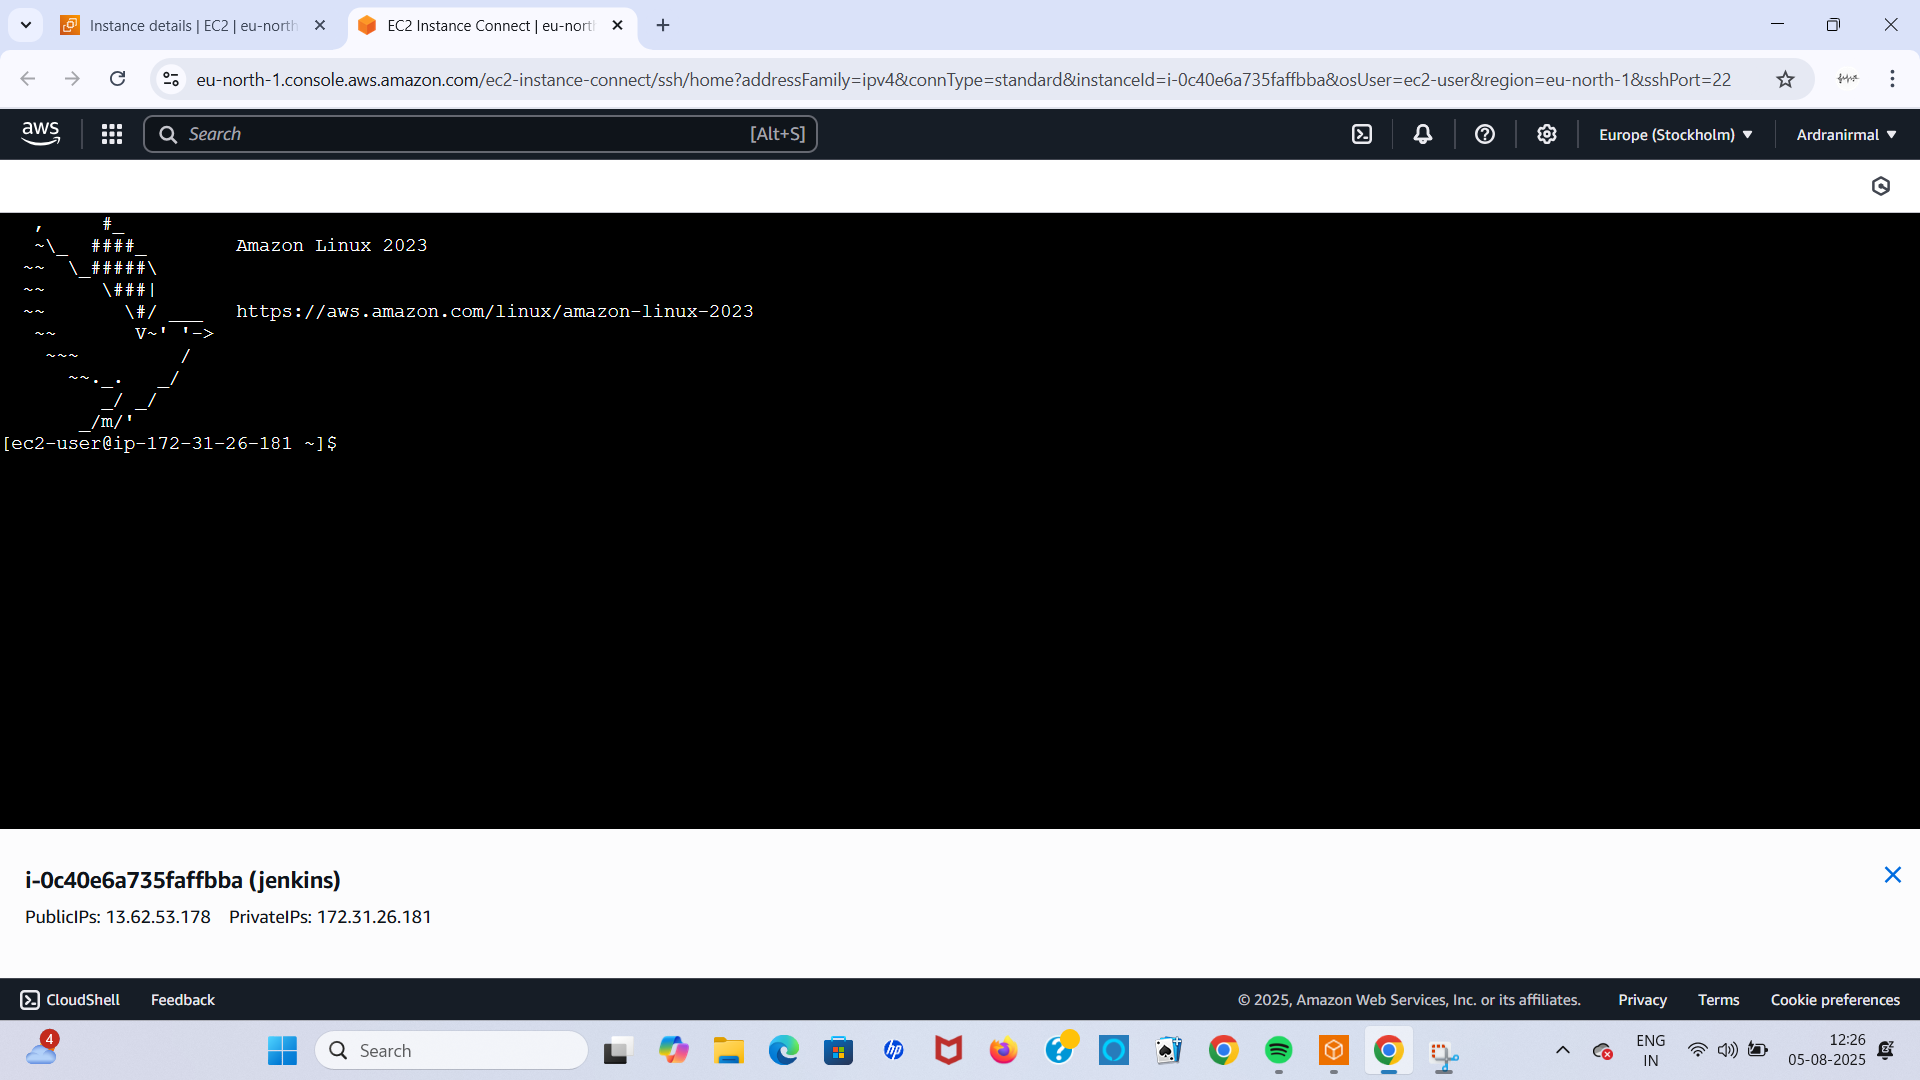 Instance details | EC2 | eu-north
EC2 Instance Connect | eu-nort
eu-north-1.console.aws.amazon.com/ec2-instance-connect/ssh/home?addressFamily=ipv4&connType=standard&instanceId=i-0c40e6a735faffbba&osUser=ec2-user&region=eu-north-1&sshPort=22
aws
Search [Alt+S]
Europe (Stockholm)
Ardranirmal
   ,     #_
   ~\_  ####_        Amazon Linux 2023
  ~~  \_#####\
  ~~     \###|
  ~~       \#/ ___   https://aws.amazon.com/linux/amazon-linux-2023
   ~~       V~' '->
    ~~~         /
      ~~._.   _/
         _/ _/
       _/m/'
[ec2-user@ip-172-31-26-181 ~]$
i-0c40e6a735faffbba (jenkins)
PublicIPs: 13.62.53.178 PrivateIPs: 172.31.26.181
CloudShell Feedback
© 2025, Amazon Web Services, Inc. or its affiliates. Privacy Terms Cookie preferences
4
Search
hp
ENG
IN
12:26
05-08-2025